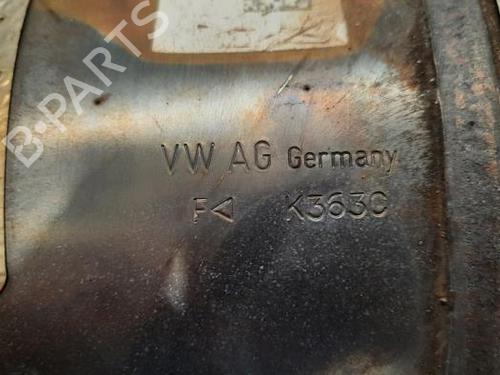 B-PARTS
VW AG Germany
F◁ K363C